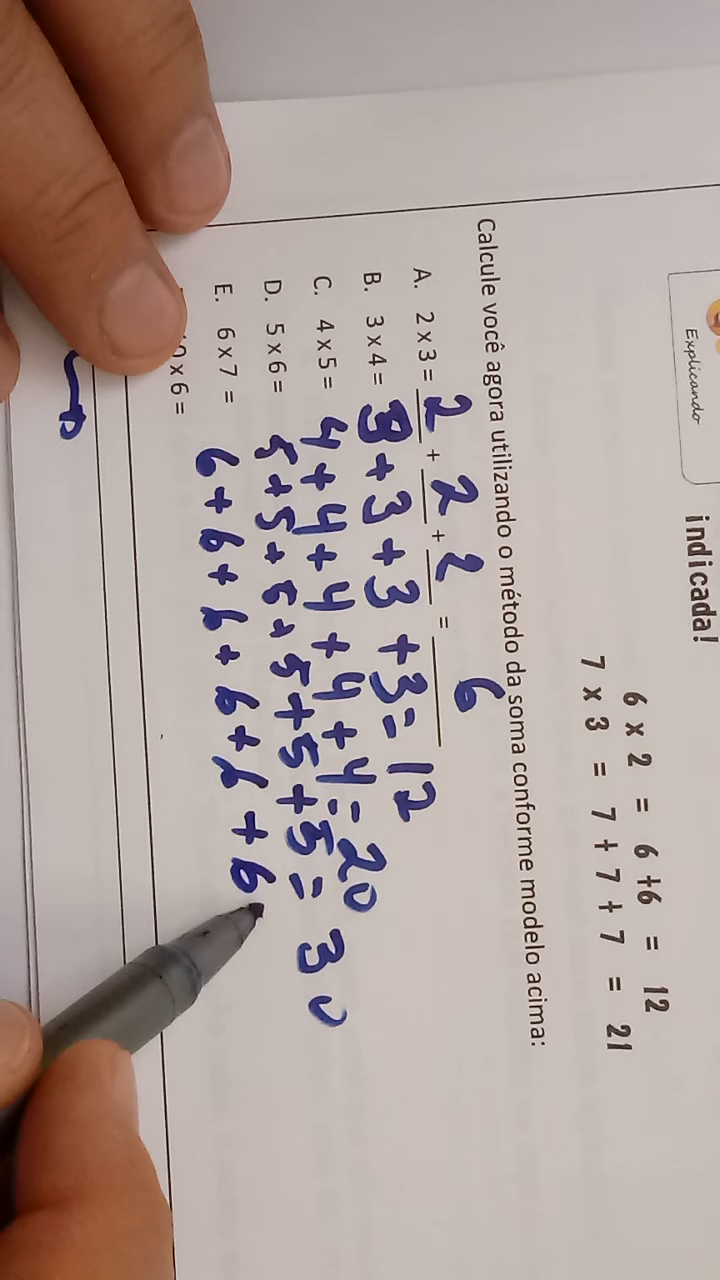 Explicando
indicada!
6 x 2 = 6 +6 = 12
7 x 3 = 7 + 7 + 7 = 21
Calcule você agora utilizando o método da soma conforme modelo acima:
A. 2 x 3 = 2 + 2 + 2 = 6
B. 3 x 4 = 3 + 3 + 3 + 3 = 12
C. 4 x 5 = 4 + 4 + 4 + 4 + 4 = 20
D. 5 x 6 = 5 + 5 + 5 + 5 + 5 + 5 = 30
E. 6 x 7 = 6 + 6 + 6 + 6 + 6 + 6
x 6 =